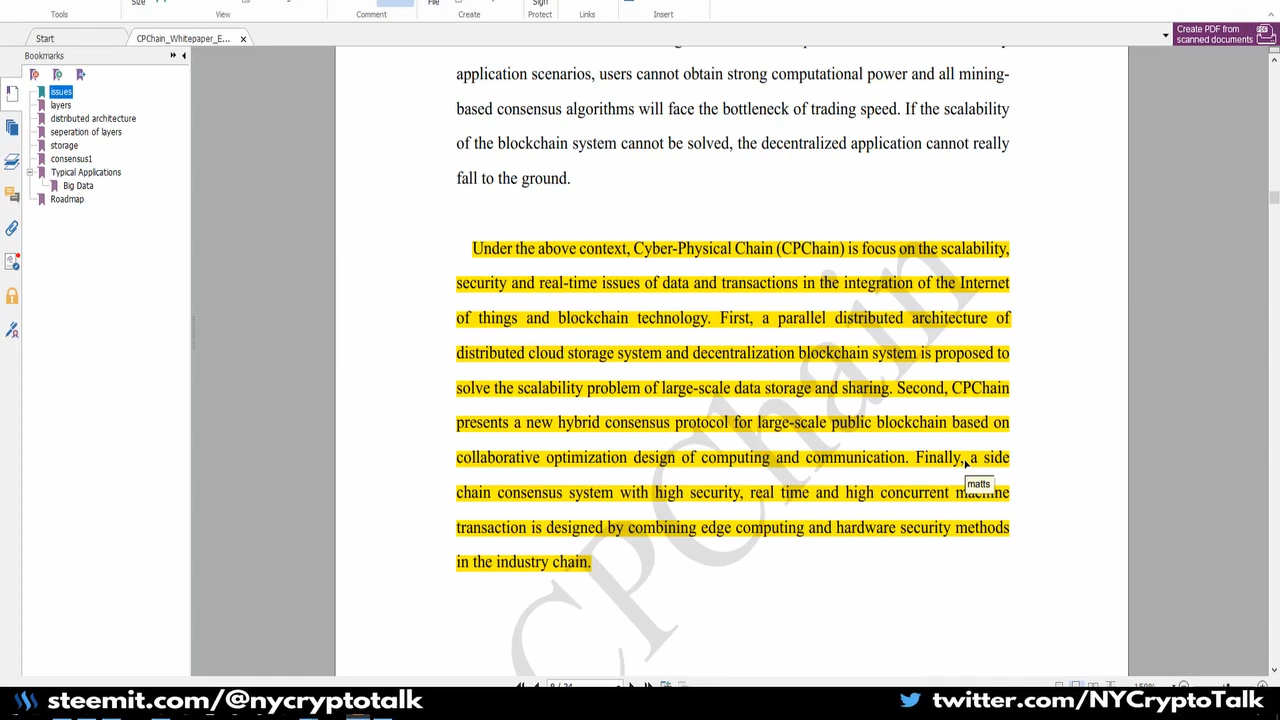 Size
File
Sign
Tools
View
Comment
Create
Protect
Links
Insert
Start
CPChain_Whitepaper_E...
Create PDF from
scanned documents
Bookmarks
issues
layers
distributed architecture
seperation of layers
storage
consensus1
Typical Applications
Big Data
Roadmap
application scenarios, users cannot obtain strong computational power and all mining-
based consensus algorithms will face the bottleneck of trading speed. If the scalability
of the blockchain system cannot be solved, the decentralized application cannot really
fall to the ground.
Under the above context, Cyber-Physical Chain (CPChain) is focus on the scalability,
security and real-time issues of data and transactions in the integration of the Internet
of things and blockchain technology. First, a parallel distributed architecture of
distributed cloud storage system and decentralization blockchain system is proposed to
solve the scalability problem of large-scale data storage and sharing. Second, CPChain
presents a new hybrid consensus protocol for large-scale public blockchain based on
collaborative optimization design of computing and communication. Finally, a side
matts
chain consensus system with high security, real time and high concurrent machine
transaction is designed by combining edge computing and hardware security methods
in the industry chain.
CPChain
8 / 24
150%
steemit.com/@nycryptotalk
twitter.com/NYCryptoTalk